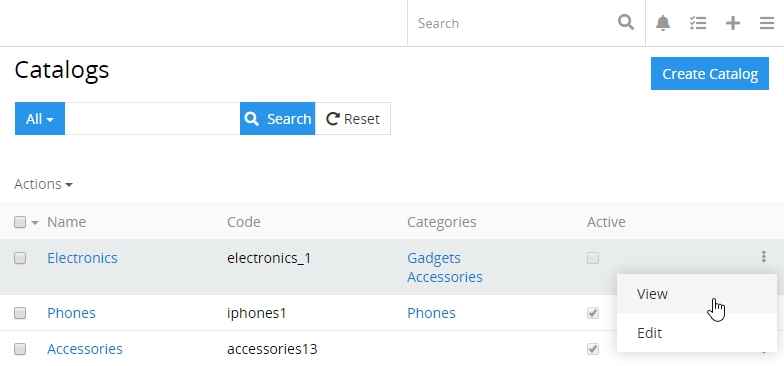 Search
Catalogs
Create Catalog
All
Search
Reset
Actions
Name Code Categories Active
Electronics electronics_1 Gadgets
Accessories
View
Phones iphones1 Phones
Edit
Accessories accessories13